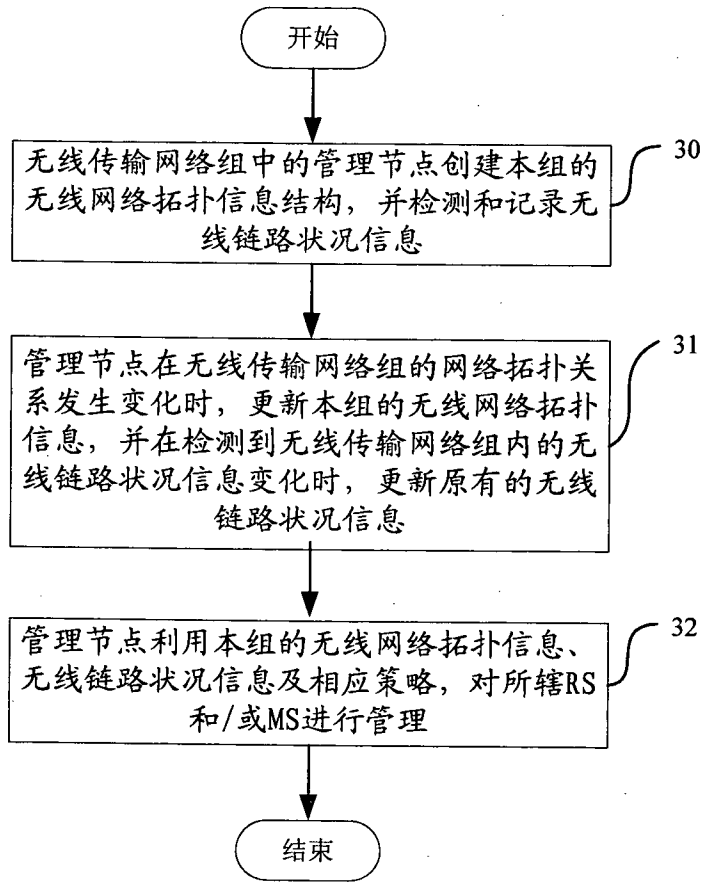 开始
无线传输网络组中的管理节点创建本组的
无线网络拓扑信息结构，并检测和记录无
线链路状况信息
30
管理节点在无线传输网络组的网络拓扑关
系发生变化时，更新本组的无线网络拓扑
信息，并在检测到无线传输网络组内的无
线链路状况信息变化时，更新原有的无线
链路状况信息
31
管理节点利用本组的无线网络拓扑信息、
无线链路状况信息及相应策略，对所辖RS
和/或MS进行管理
32
结束